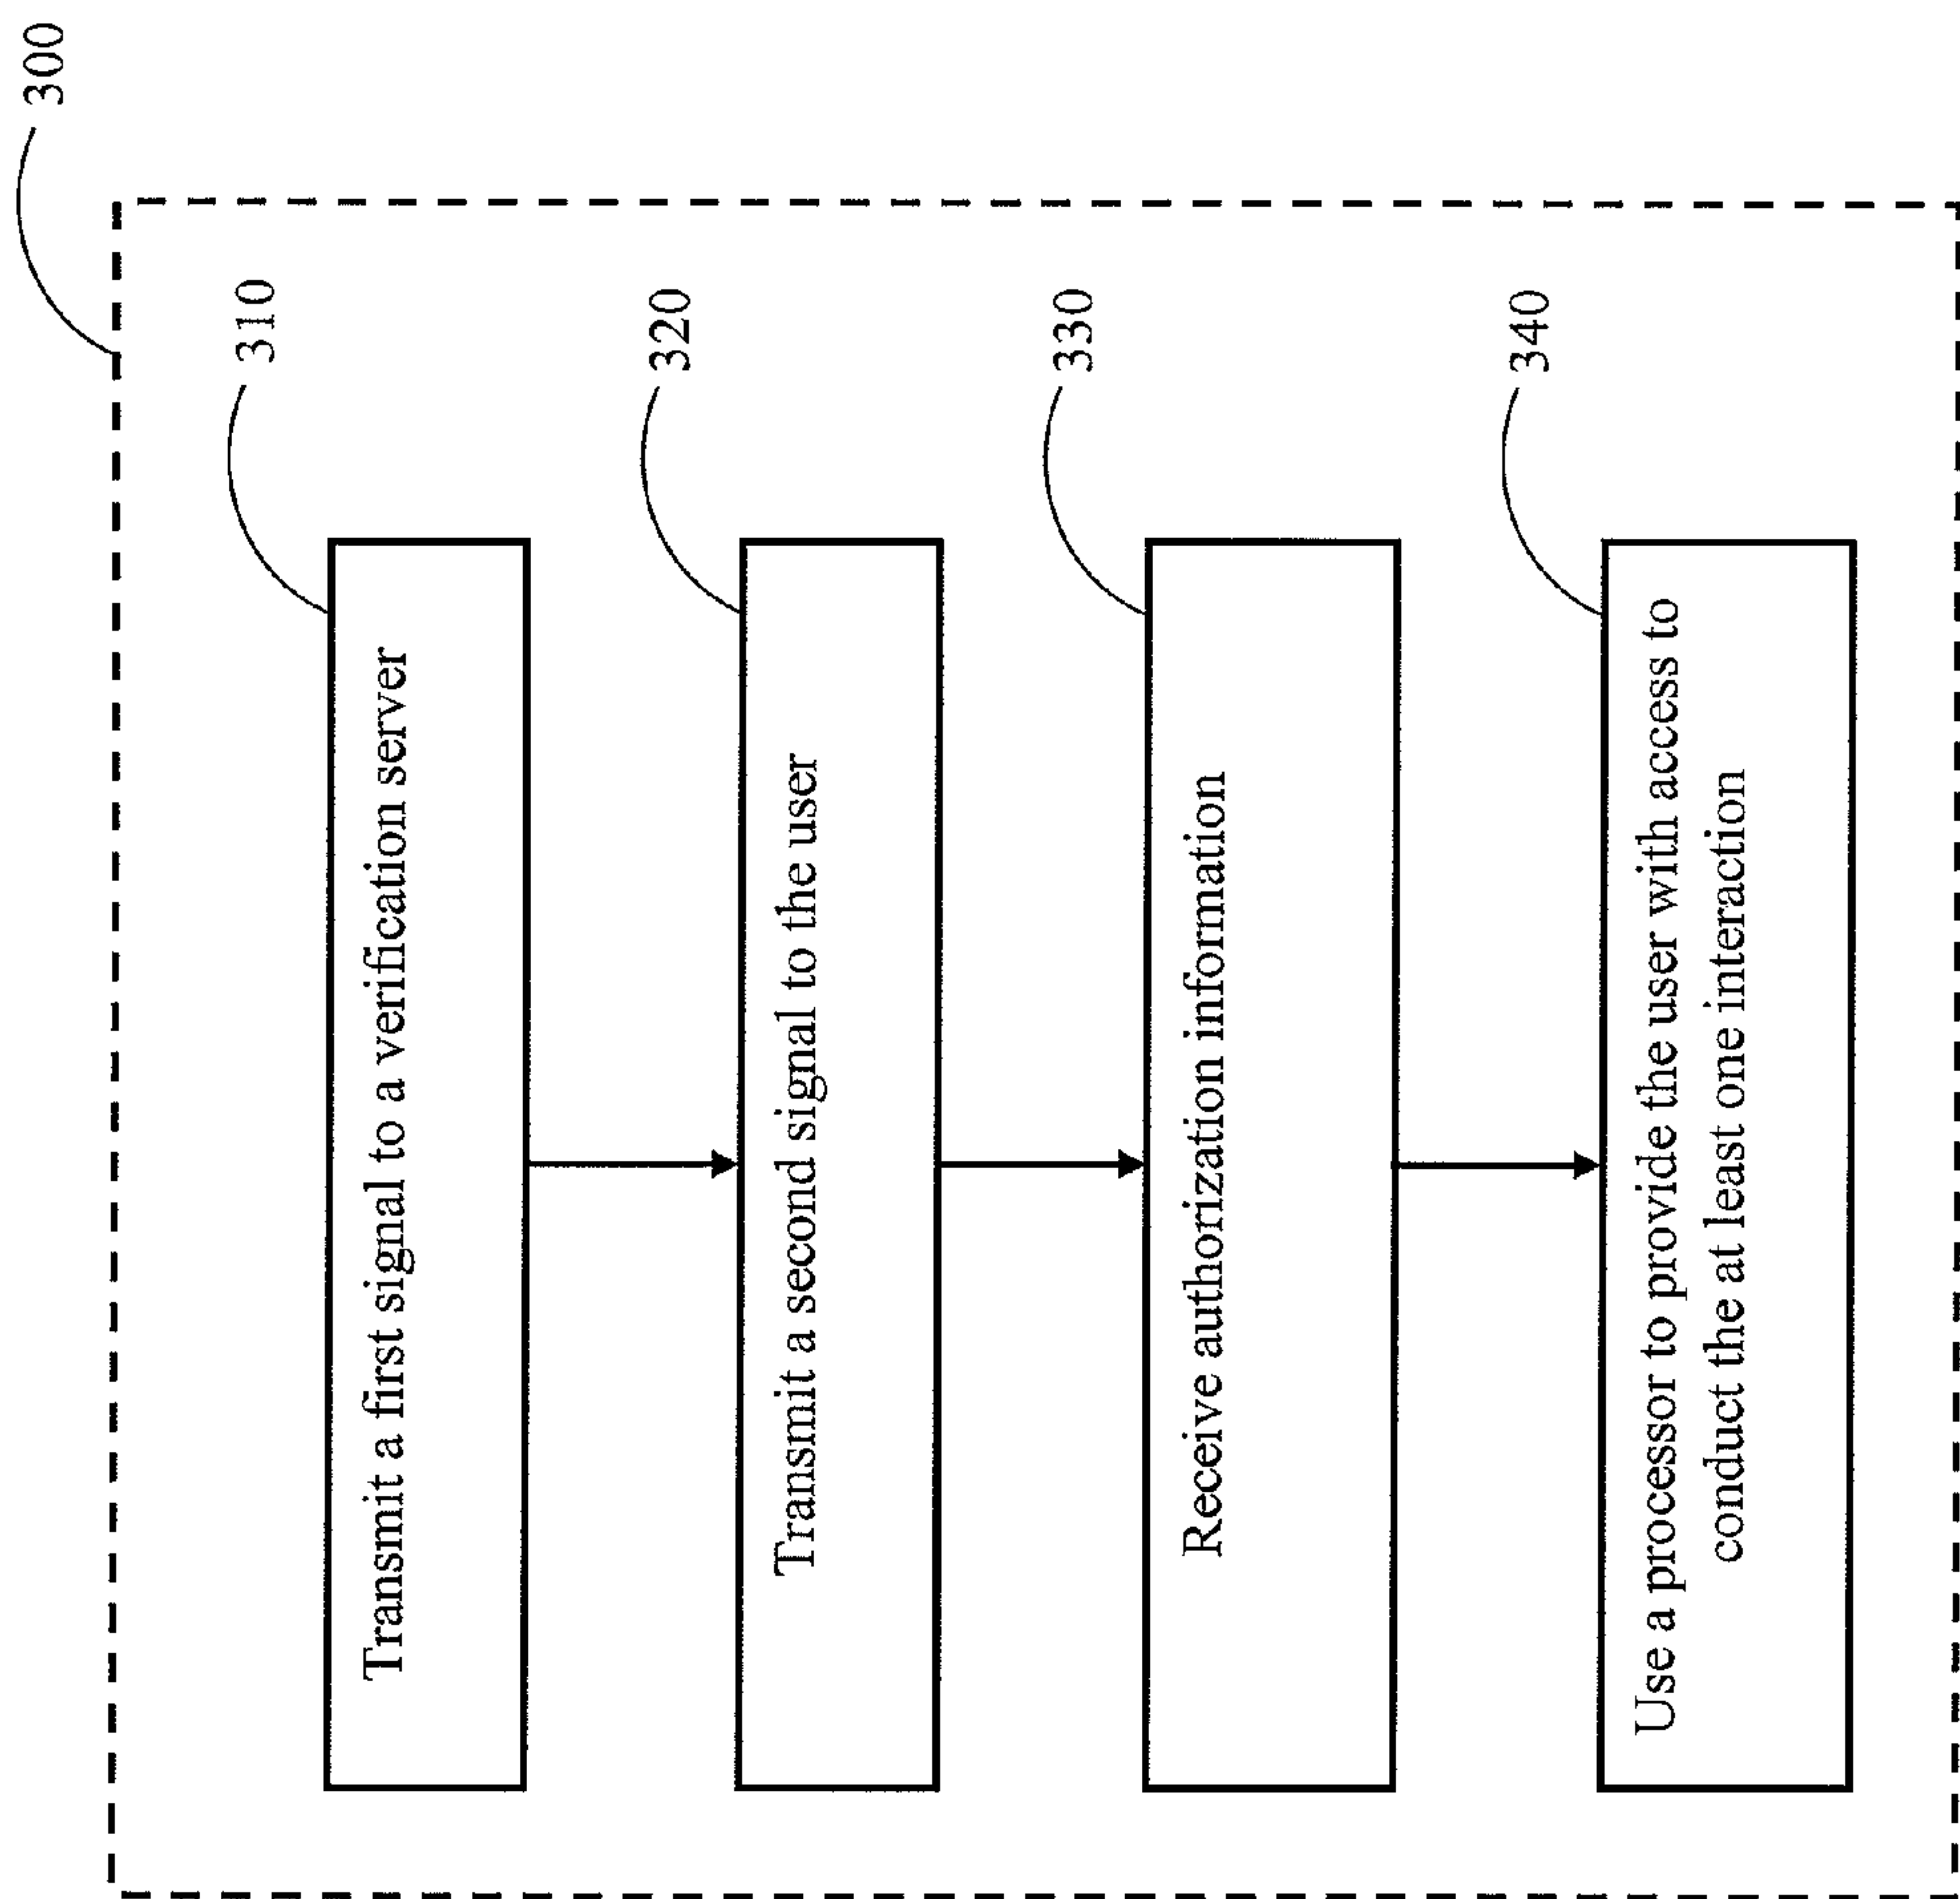 300
310
Transmit a first signal to a verification server
320
Transmit a second signal to the user
330
Receive authorization information
340
Use a processor to provide the user with access to
conduct the at least one interaction